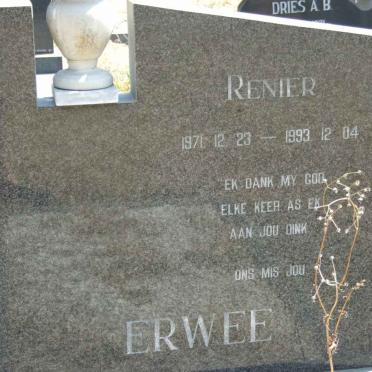 DRIES A.B.
RENIER
1971. 12. 23 — 1993. 12. 04
EK DANK MY GOD
ELKE KEER AS EK
AAN JOU DINK
ONS MIS JOU
ERWEE